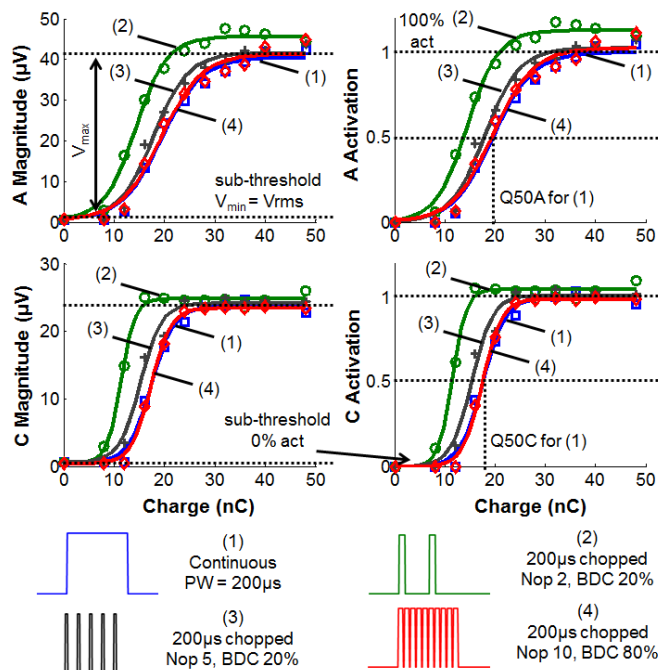 50
40
30
20
10
0
A Magnitude (µV)
(2)
(3)
(1)
(4)
Vmax
sub-threshold
Vmin = Vrms
0 10 20 30 40 50
100%
act
(2)
1
0.5
0
A Activation
(3)
(1)
(4)
Q50A for (1)
0 10 20 30 40 50
30
20
10
0
C Magnitude (µV)
(2)
(3)
(1)
(4)
sub-threshold
0% act
0 10 20 30 40 50
Charge (nC)
1
0.5
0
C Activation
(2)
(3)
(1)
(4)
Q50C for (1)
0 10 20 30 40 50
Charge (nC)
(1)
Continuous
PW = 200µs
(2)
200µs chopped
Nop 2, BDC 20%
(3)
200µs chopped
Nop 5, BDC 20%
(4)
200µs chopped
Nop 10, BDC 80%